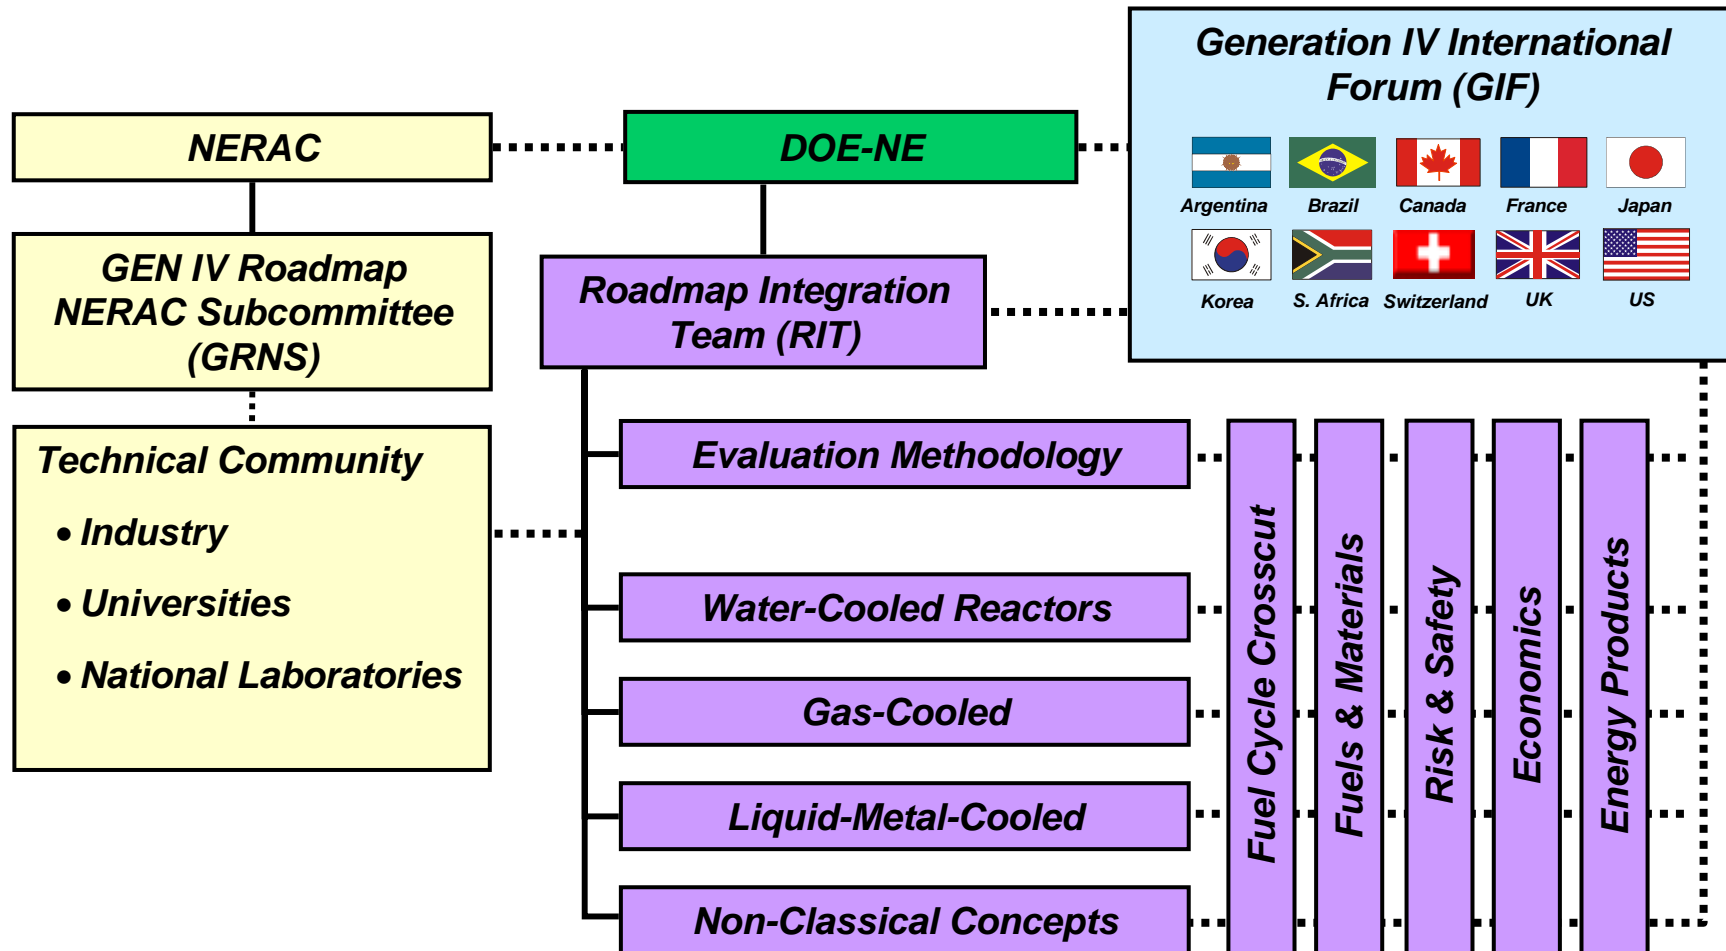 NERAC
GEN IV Roadmap
NERAC Subcommittee
(GRNS)
Technical Community
• Industry
• Universities
• National Laboratories
DOE-NE
Roadmap Integration
Team (RIT)
Evaluation Methodology
Water-Cooled Reactors
Gas-Cooled
Liquid-Metal-Cooled
Non-Classical Concepts
Generation IV International
Forum (GIF)
Argentina Brazil Canada France Japan
Korea S. Africa Switzerland UK US
Fuel Cycle Crosscut
Fuels & Materials
Risk & Safety
Economics
Energy Products